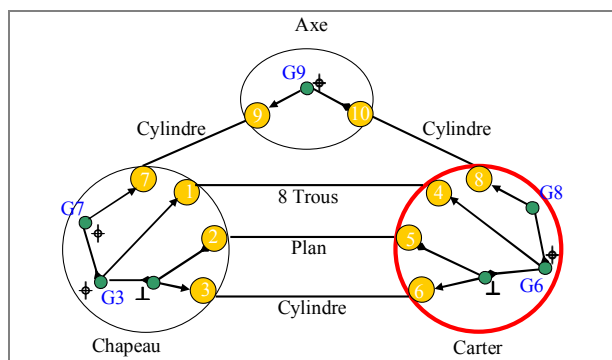 Axe
G9
9
10
Cylindre
Cylindre
7
8
G7
1
8 Trous
4
G8
2
Plan
5
G3
3
Cylindre
6
G6
Chapeau
Carter